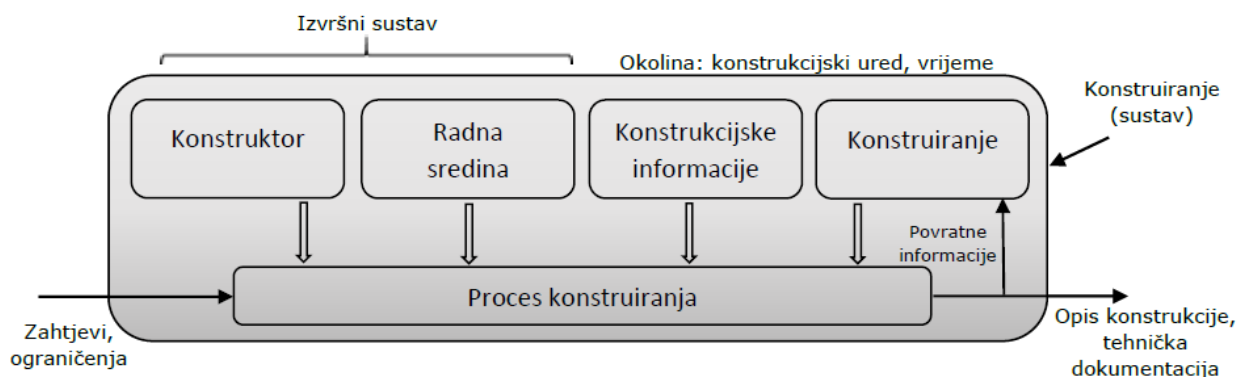 Izvršni sustav
Okolina: konstrukcijski ured, vrijeme
Konstruiranje
(sustav)
Konstruktor
Radna
sredina
Konstrukcijske
informacije
Konstruiranje
Povratne
informacije
Proces konstruiranja
Zahtjevi,
ograničenja
Opis konstrukcije,
tehnička
dokumentacija